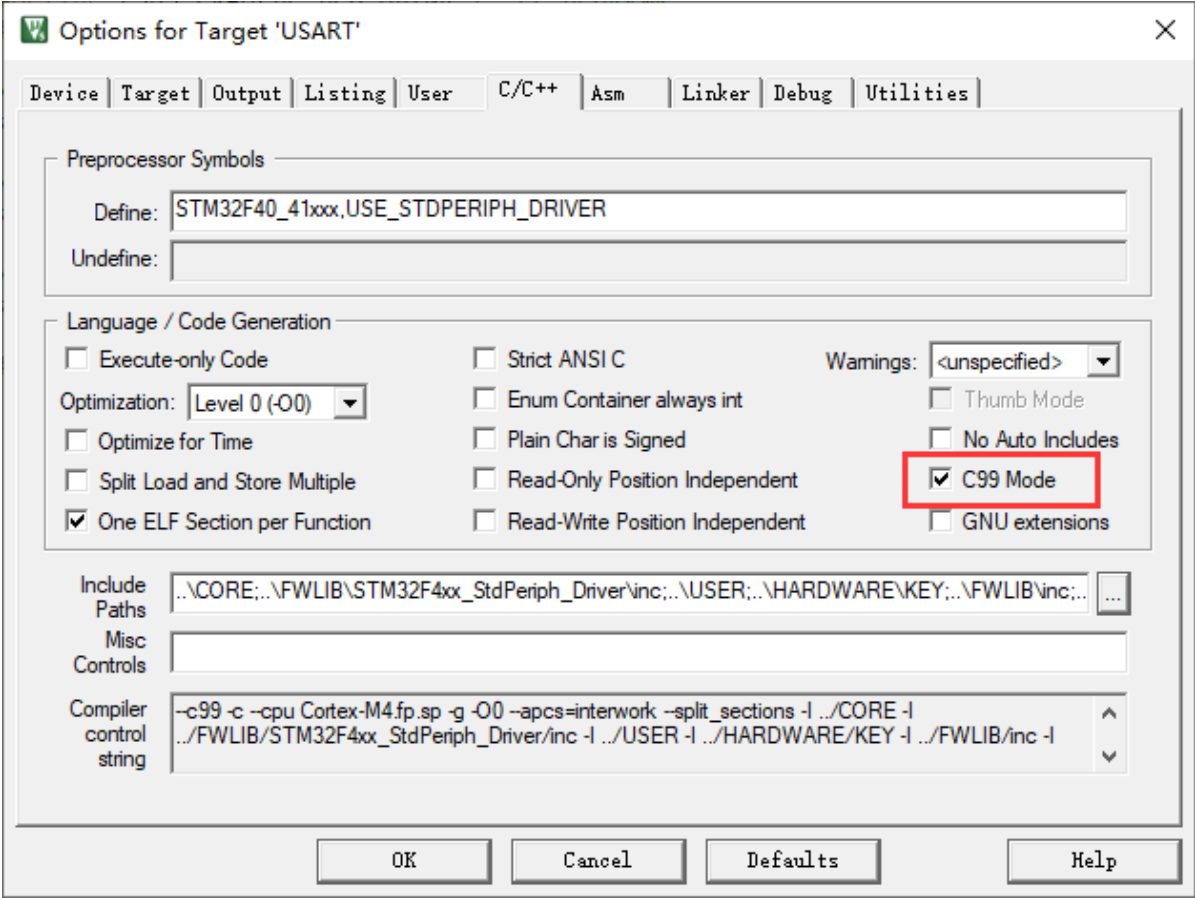 Options for Target 'USART'
Device Target Output Listing User C/C++ Asm Linker Debug Utilities
Preprocessor Symbols
Define: STM32F40_41xxx,USE_STDPERIPH_DRIVER
Undefine:
Language / Code Generation
Execute-only Code Strict ANSI C Warnings: <unspecified>
Optimization: Level 0 (-O0) Enum Container always int Thumb Mode
Optimize for Time Plain Char is Signed No Auto Includes
Split Load and Store Multiple Read-Only Position Independent C99 Mode
One ELF Section per Function Read-Write Position Independent GNU extensions
Include
Paths
..\CORE;..\FWLIB\STM32F4xx_StdPeriph_Driver\inc;..\USER;..\HARDWARE\KEY;..\FWLIB\inc;.. ...
Misc
Controls
Compiler
control
string
--c99 -c --cpu Cortex-M4.fp.sp -g -O0 --apcs=interwork --split_sections -I ../CORE -I
../FWLIB/STM32F4xx_StdPeriph_Driver/inc -I ../USER -I ../HARDWARE/KEY -I ../FWLIB/inc -I
OK Cancel Defaults Help